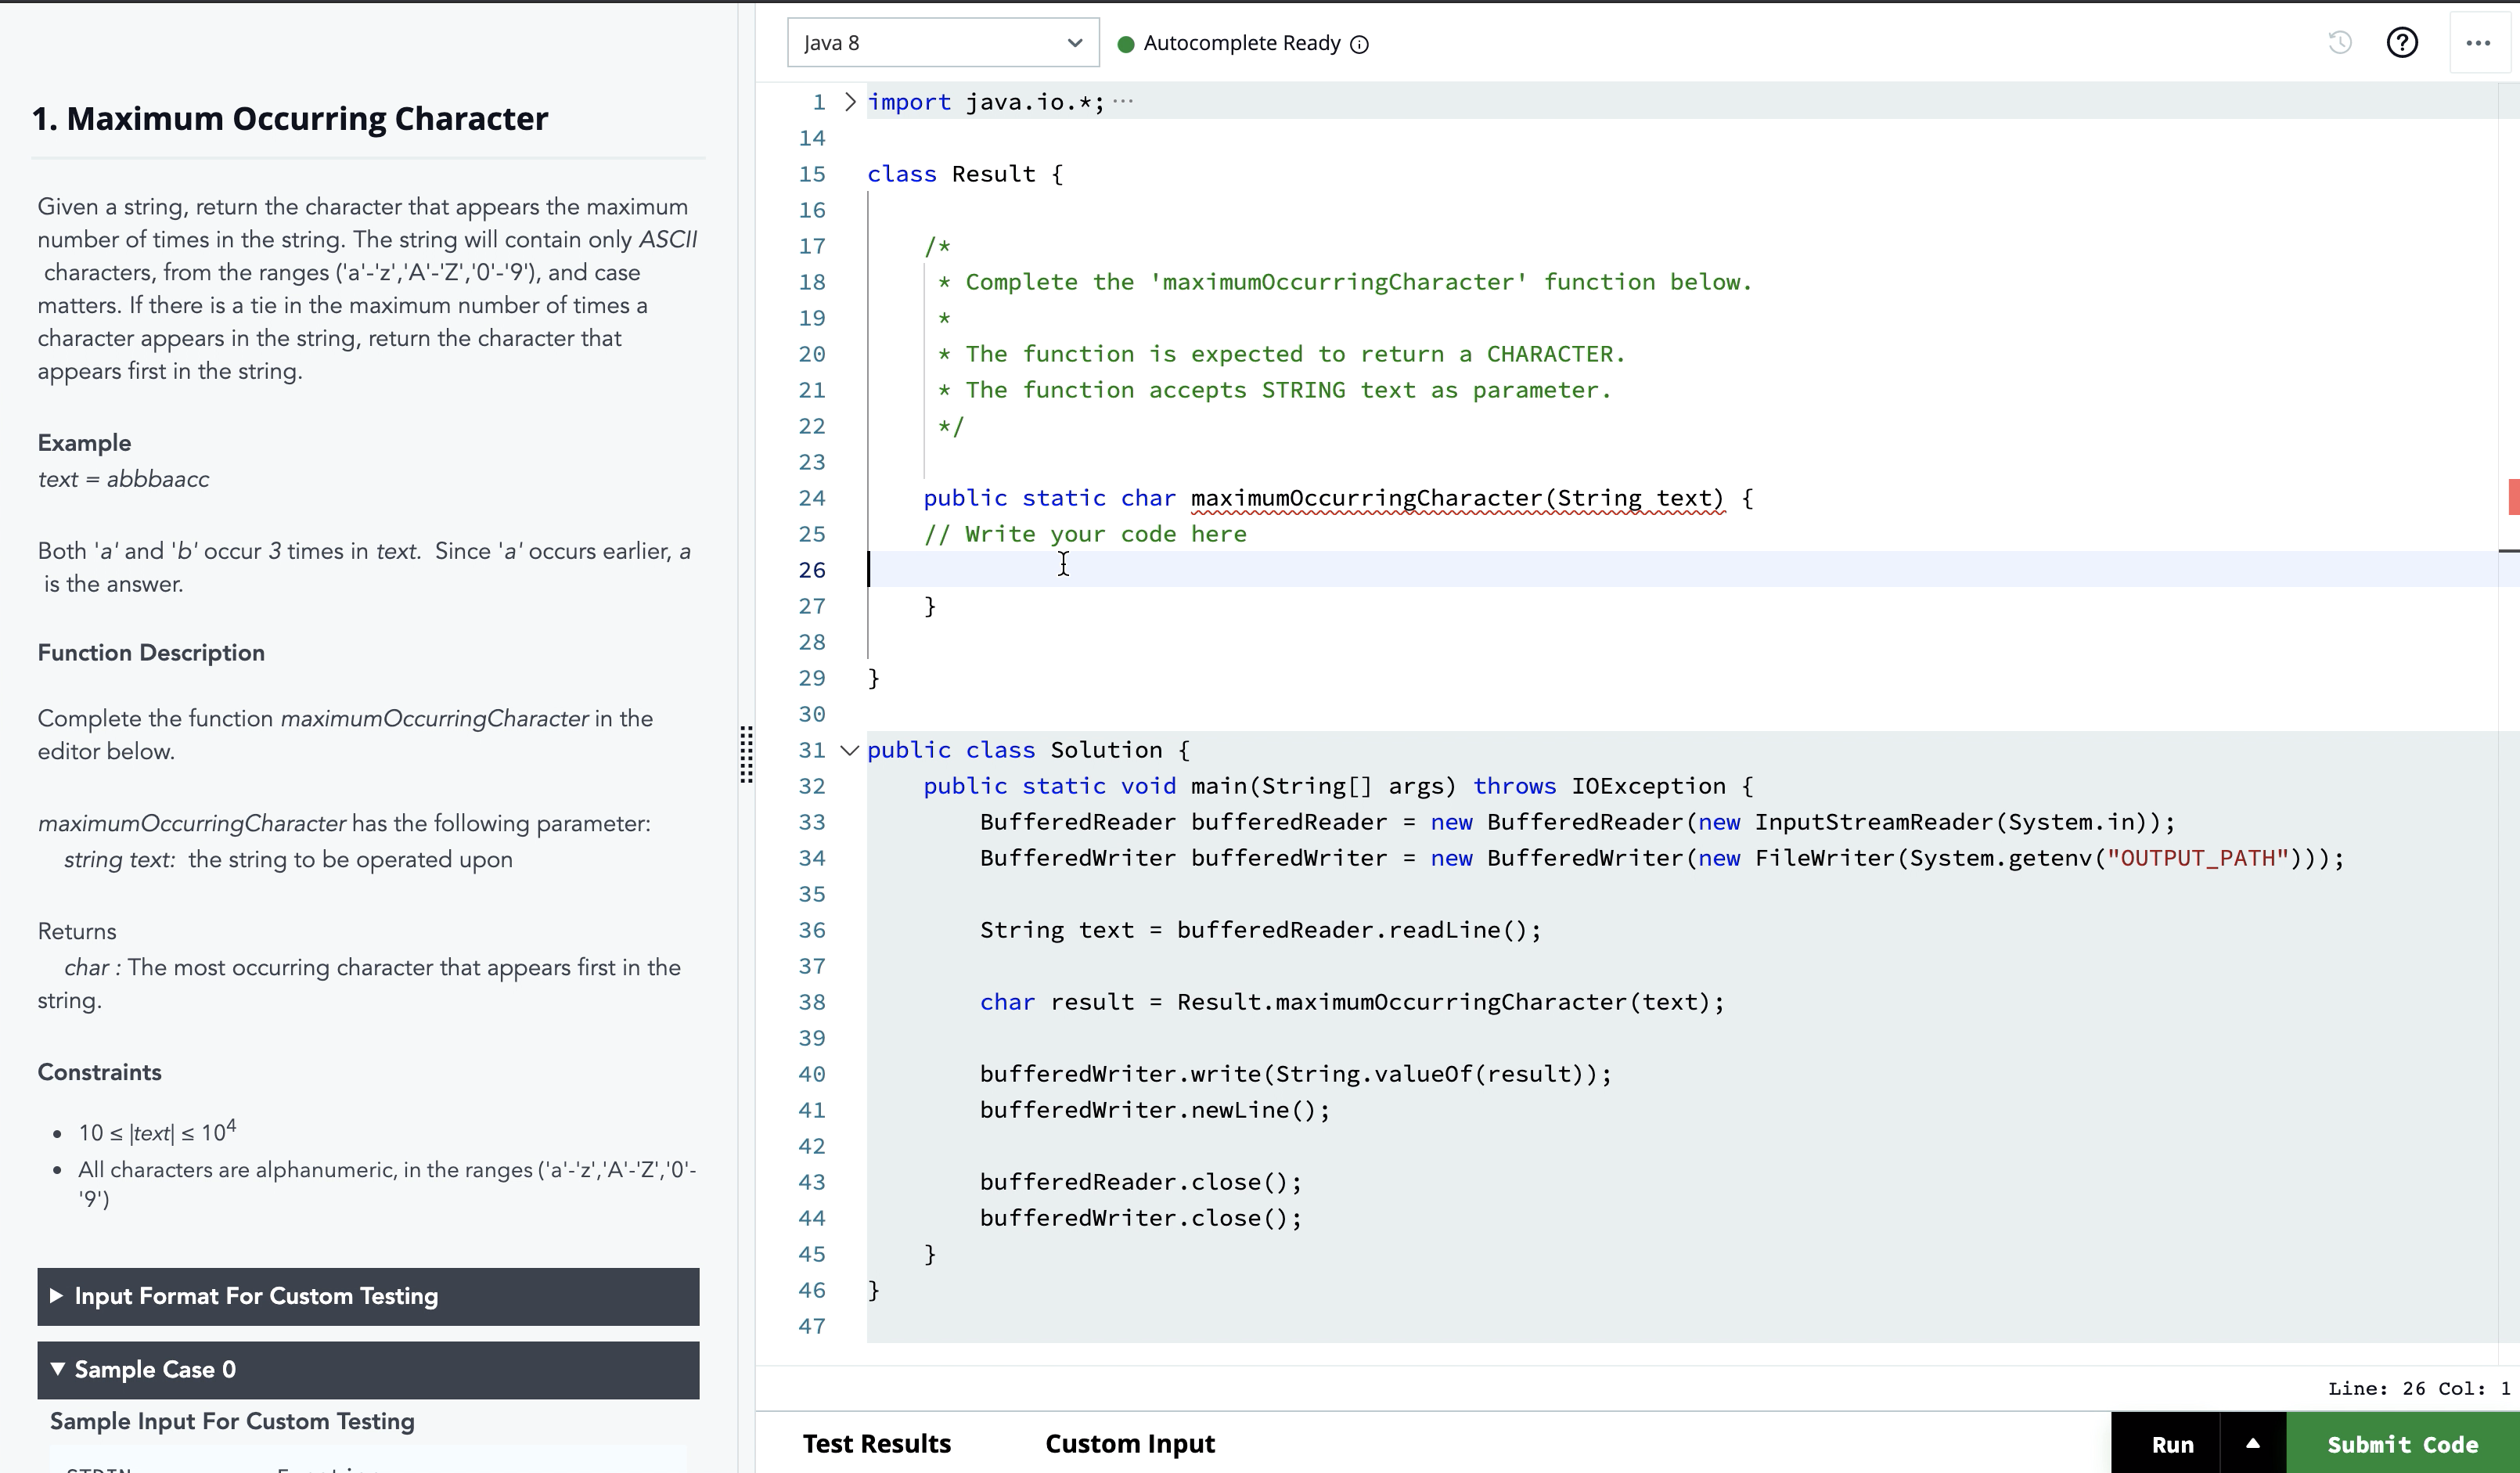 1. Maximum Occurring Character
Given a string, return the character that appears the maximum
number of times in the string. The string will contain only ASCII
characters, from the ranges ('a'-'z','A'-'Z','0'-'9'), and case
matters. If there is a tie in the maximum number of times a
character appears in the string, return the character that
appears first in the string.
Example
text = abbbaacc
Both 'a' and 'b' occur 3 times in text.  Since 'a' occurs earlier, a
is the answer.
Function Description
Complete the function maximumOccurringCharacter in the
editor below.
maximumOccurringCharacter has the following parameter:
string text:  the string to be operated upon
Returns
char : The most occurring character that appears first in the
string.
Constraints
• 10 ≤ |text| ≤ 10⁴
• All characters are alphanumeric, in the ranges ('a'-'z','A'-'Z','0'-
'9')
Input Format For Custom Testing
Sample Case 0
Sample Input For Custom Testing
Java 8
Autocomplete Ready
1 import java.io.*;···
14
15 class Result {
16
17     /*
18      * Complete the 'maximumOccurringCharacter' function below.
19      *
20      * The function is expected to return a CHARACTER.
21      * The function accepts STRING text as parameter.
22      */
23
24     public static char maximumOccurringCharacter(String text) {
25     // Write your code here
26
27     }
28
29 }
30
31 public class Solution {
32     public static void main(String[] args) throws IOException {
33         BufferedReader bufferedReader = new BufferedReader(new InputStreamReader(System.in));
34         BufferedWriter bufferedWriter = new BufferedWriter(new FileWriter(System.getenv("OUTPUT_PATH")));
35
36         String text = bufferedReader.readLine();
37
38         char result = Result.maximumOccurringCharacter(text);
39
40         bufferedWriter.write(String.valueOf(result));
41         bufferedWriter.newLine();
42
43         bufferedReader.close();
44         bufferedWriter.close();
45     }
46 }
47
Line: 26 Col: 1
Test Results
Custom Input
Run
Submit Code